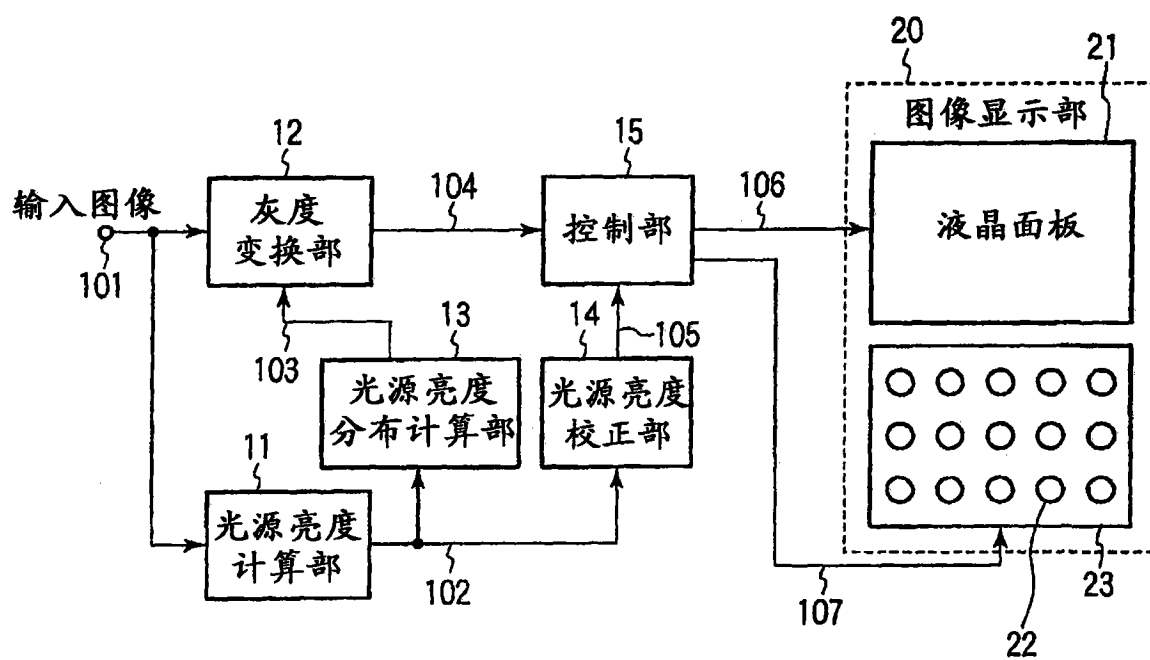 20
21
图像显示部
12
15
输入图像
灰度
变换部
104
控制部
106
液晶面板
101
103
13
14
105
光源亮度
分布计算部
光源亮度
校正部
11
光源亮度
计算部
102
107
23
22